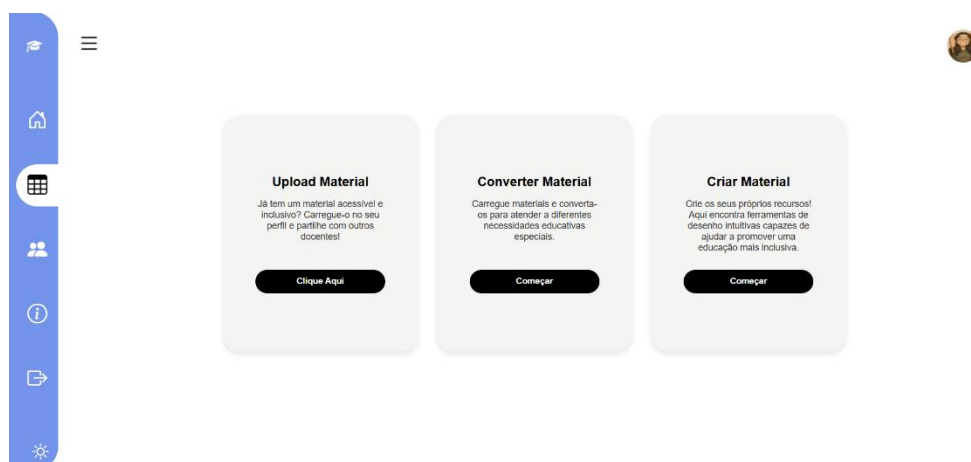 Upload Material
Já tem um material acessível e
inclusivo? Carregue-o no seu
perfil e partilhe com outros
docentes!
Clique Aqui
Converter Material
Carregue materiais e converta-
os para atender a diferentes
necessidades educativas
especiais.
Começar
Criar Material
Crie os seus próprios recursos!
Aqui encontra ferramentas de
desenho intuitivas capazes de
ajudar a promover uma
educação mais inclusiva.
Começar